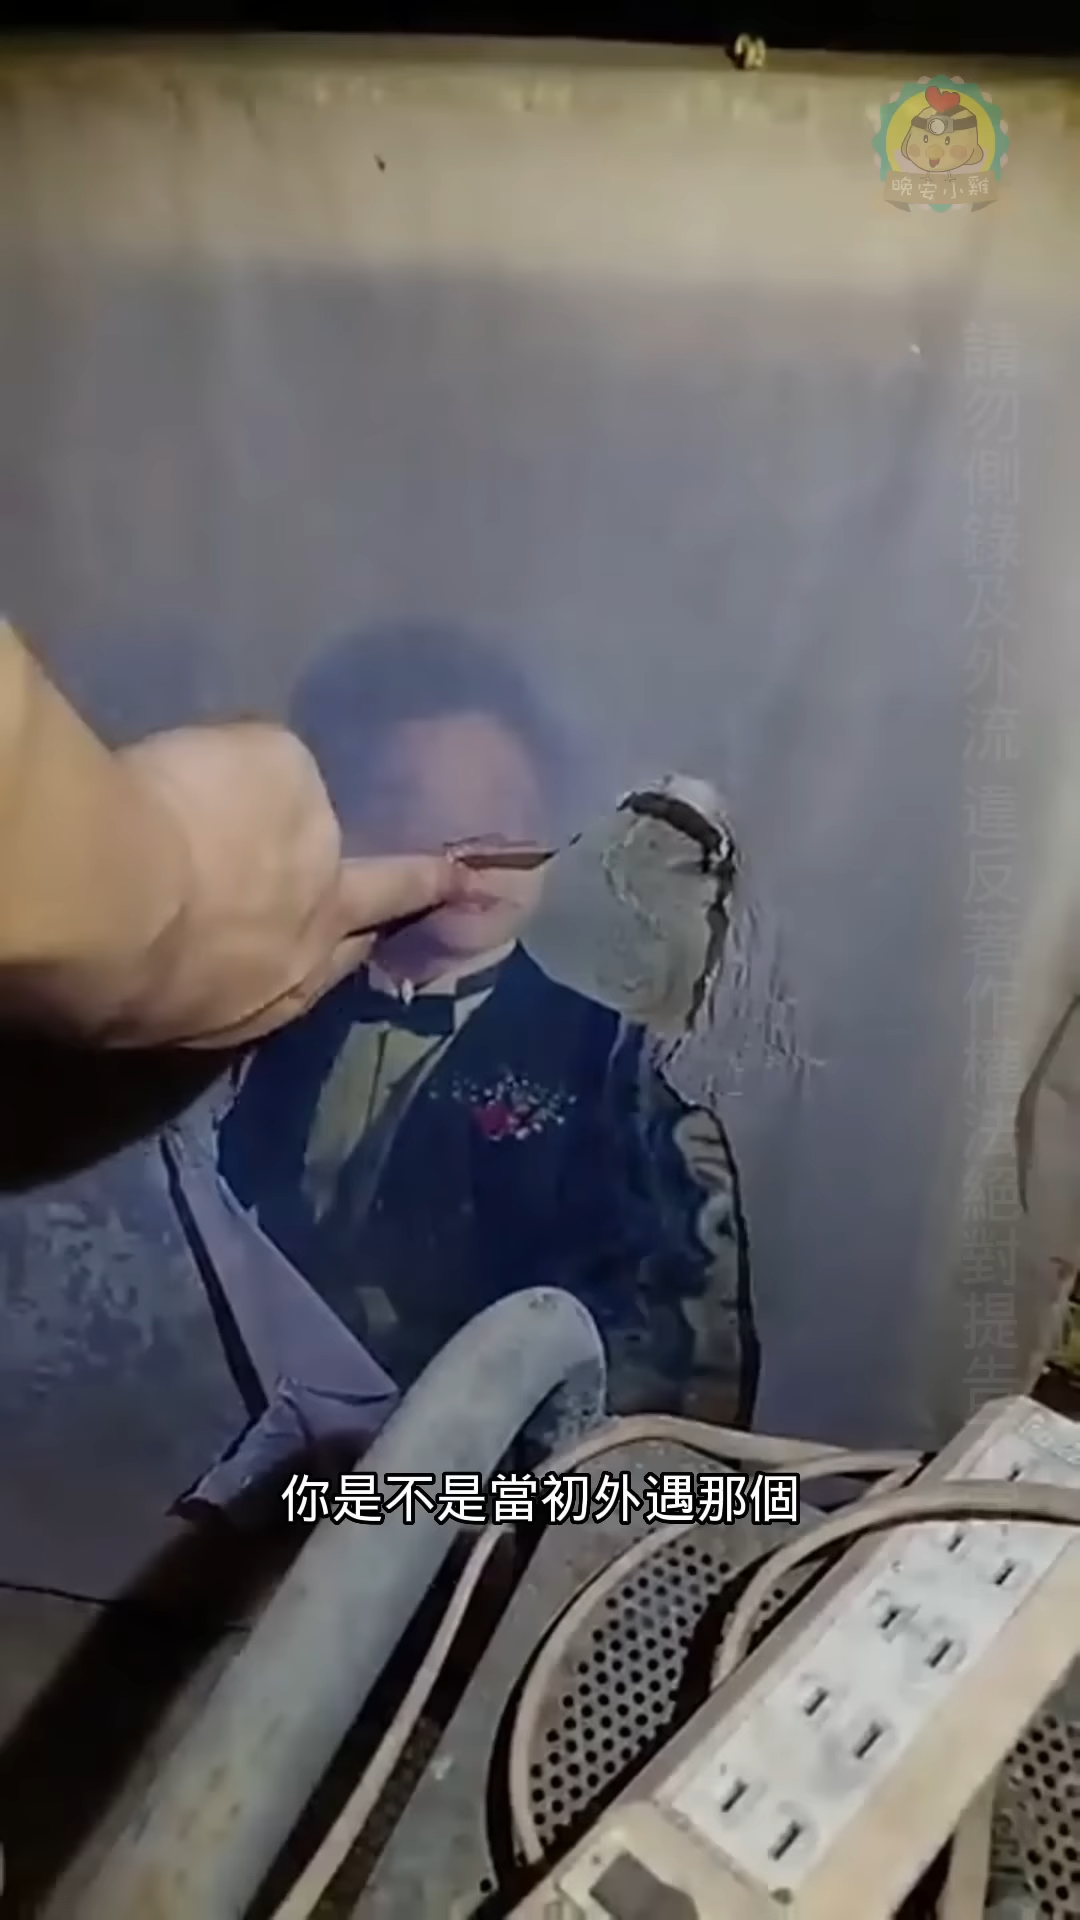 晚安小雞
請勿側錄及外流 違反著作權法絕對提告
你是不是當初外遇那個